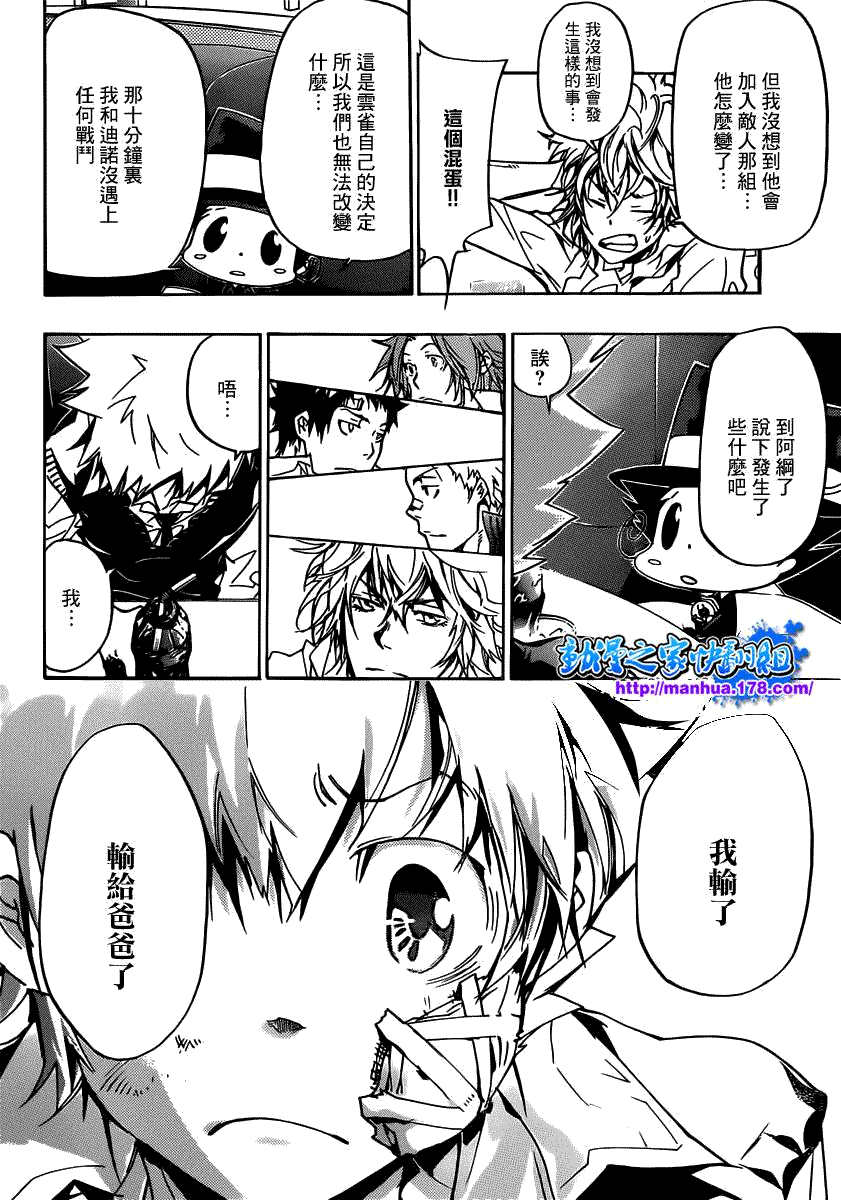 但我沒想到他會
加入敵人那組…
他怎麼變了…
我沒想到會發
生這樣的事…
這個混蛋!!
這是雲雀自己的決定
所以我們也無法改變
什麼…
那十分鐘裏
我和迪諾沒遇上
任何戰鬥
到阿綱了
說下發生了
些什麼吧
誒?
唔…
我…
動漫之家快翻組
http://manhua.178.com/
我輸了
輸給爸爸了